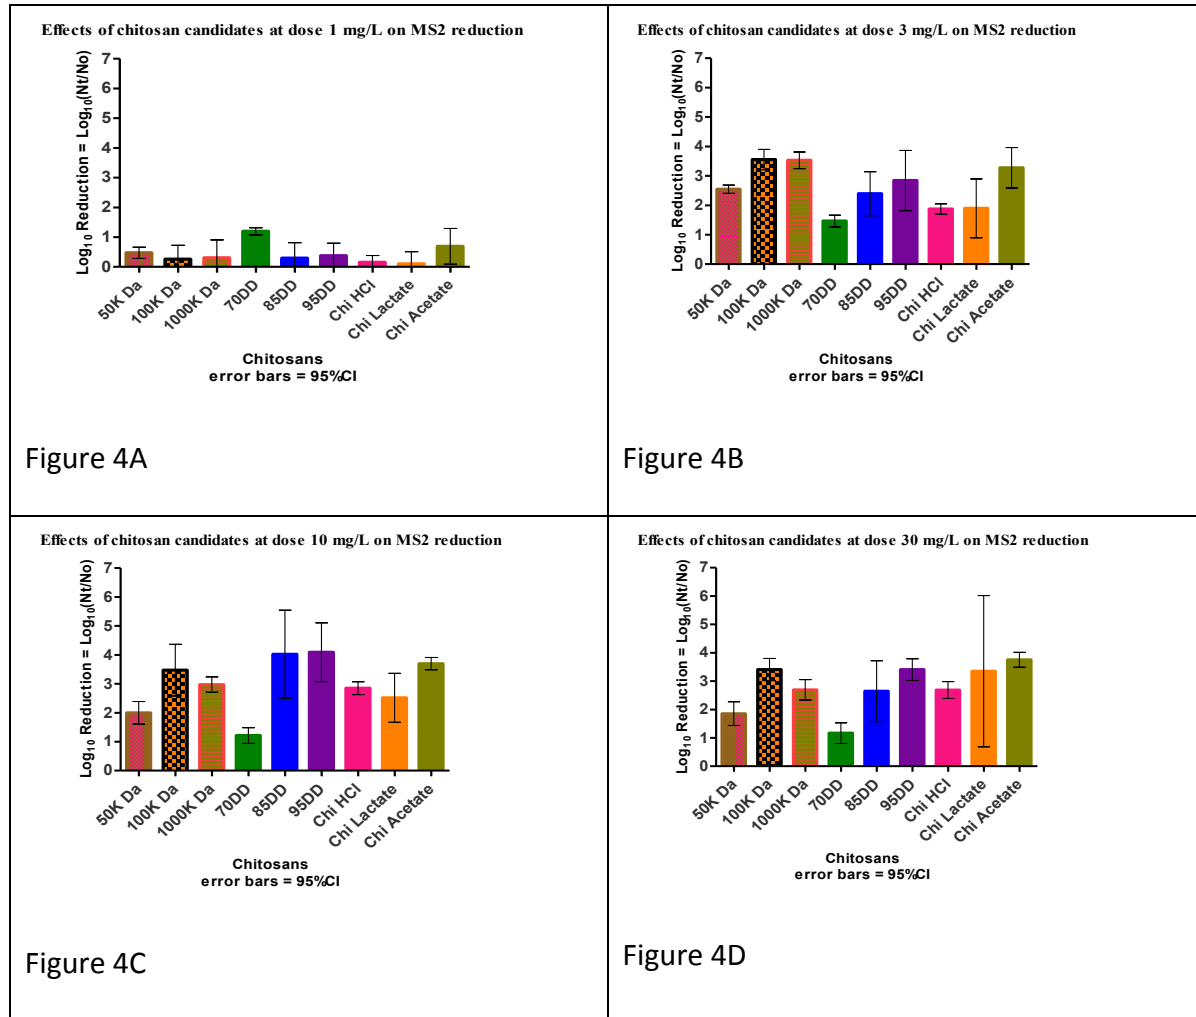 Effects of chitosan candidates at dose 1 mg/L on MS2 reduction
Log10 Reduction = Log10(Nt/No)
7
6
5
4
3
2
1
0
50K Da
100K Da
1000K Da
70DD
85DD
95DD
Chi HCl
Chi Lactate
Chi Acetate
Chitosans
error bars = 95%CI
Figure 4A
Effects of chitosan candidates at dose 3 mg/L on MS2 reduction
Log10 Reduction = Log10(Nt/No)
7
6
5
4
3
2
1
0
50K Da
100K Da
1000K Da
70DD
85DD
95DD
Chi HCl
Chi Lactate
Chi Acetate
Chitosans
error bars = 95%CI
Figure 4B
Effects of chitosan candidates at dose 10 mg/L on MS2 reduction
Log10 Reduction = Log10(Nt/No)
7
6
5
4
3
2
1
0
50K Da
100K Da
1000K Da
70DD
85DD
95DD
Chi HCl
Chi Lactate
Chi Acetate
Chitosans
error bars = 95%CI
Figure 4C
Effects of chitosan candidates at dose 30 mg/L on MS2 reduction
Log10 Reduction = Log10(Nt/No)
7
6
5
4
3
2
1
0
50K Da
100K Da
1000K Da
70DD
85DD
95DD
Chi HCl
Chi Lactate
Chi Acetate
Chitosans
error bars = 95%CI
Figure 4D